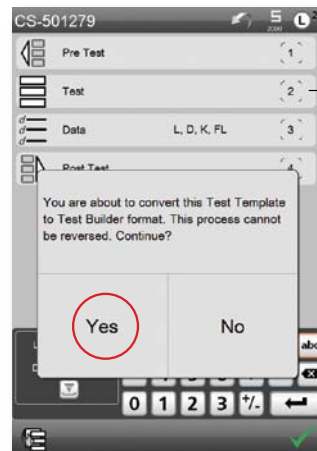 CS-501279 5 L
2000
Pre Test 1
Test 2
d Data L, D, K, FL 3
d
Post Test 4
You are about to convert this Test Template
to Test Builder format. This process cannot
be reversed. Continue?
Yes No
abc
0 1 2 3 +/-